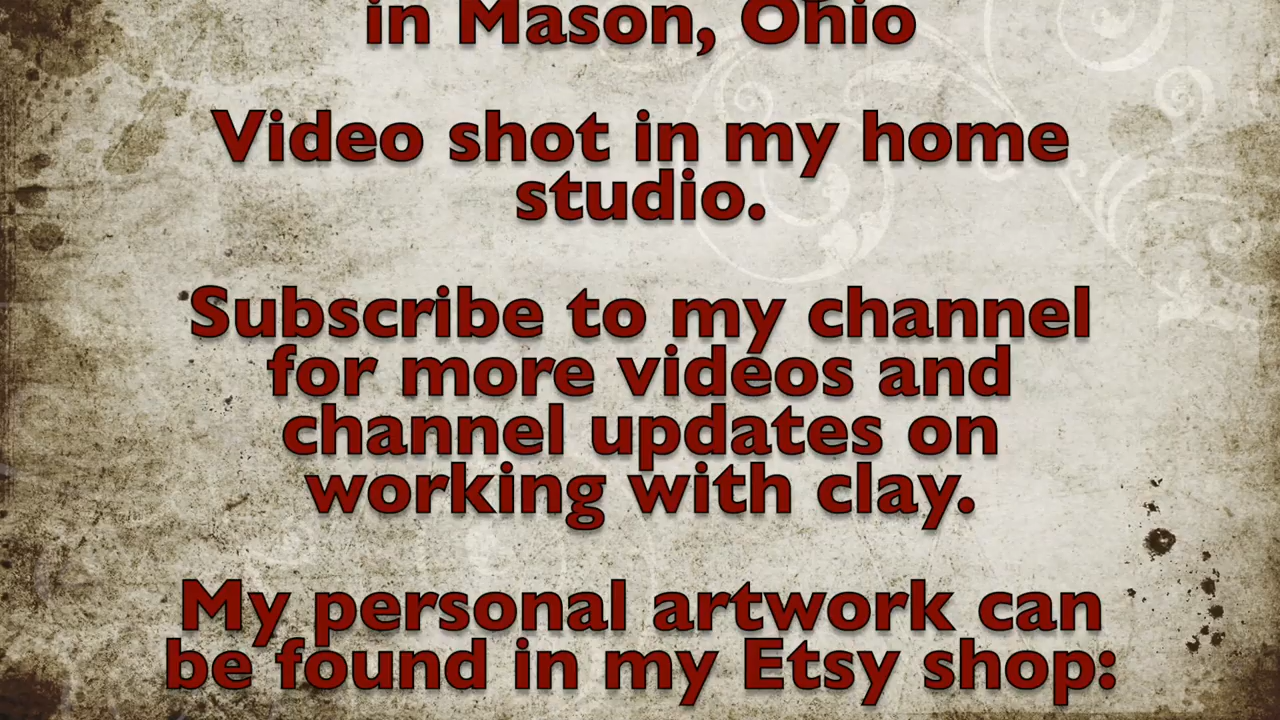 in Mason, Ohio
Video shot in my home
studio.
Subscribe to my channel
for more videos and
channel updates on
working with clay.
My personal artwork can
be found in my Etsy shop: